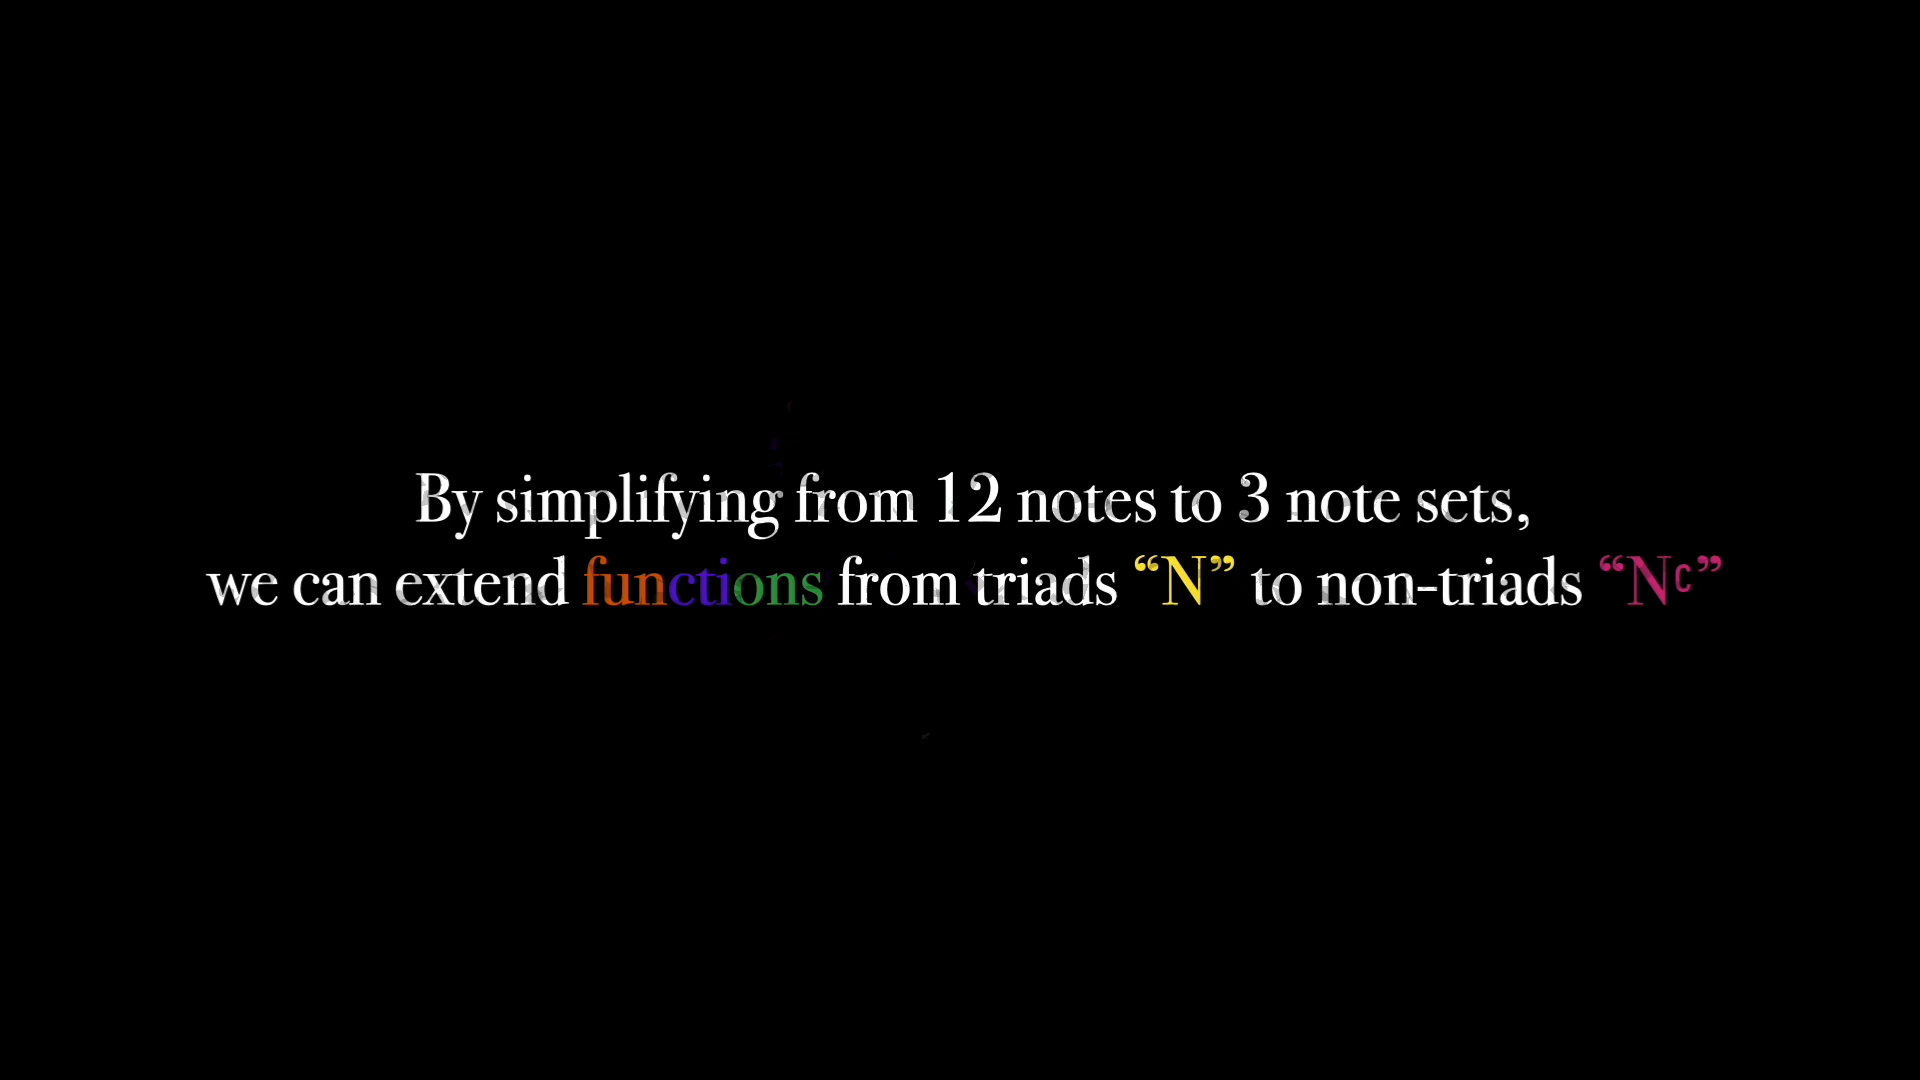 By simplifying from 12 notes to 3 note sets,
we can extend functions from triads “N” to non-triads “Nᶜ”